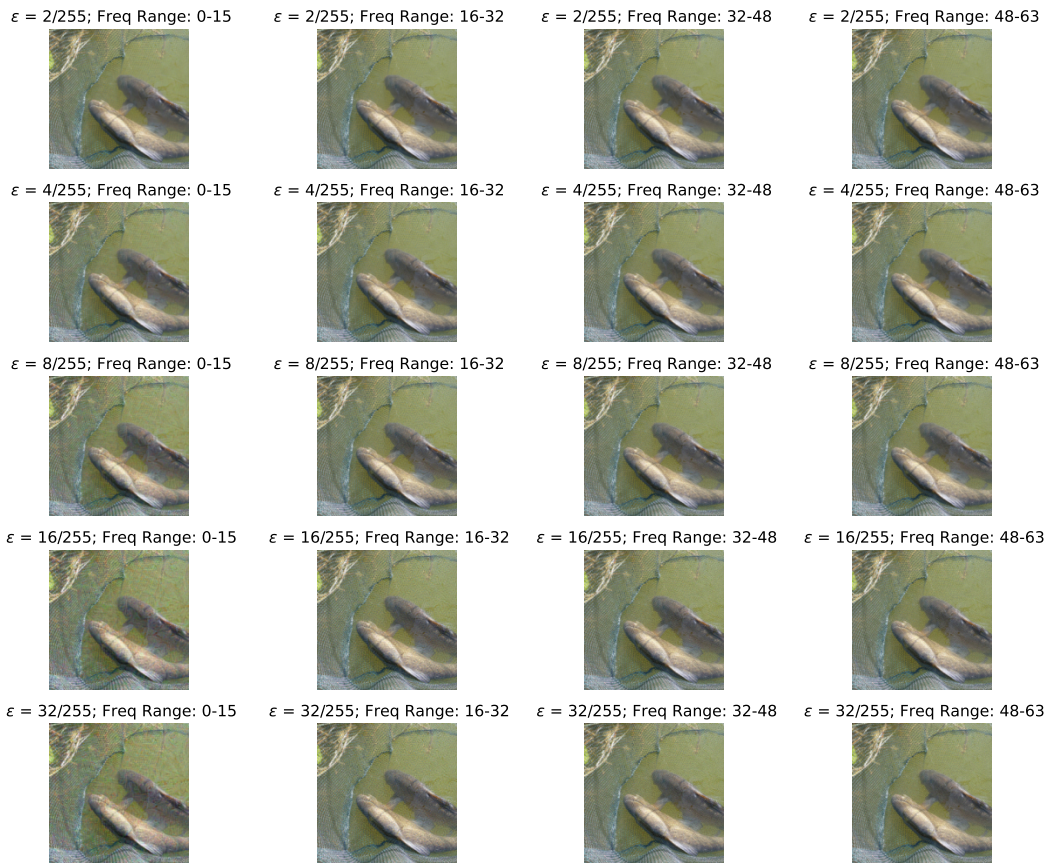 ε = 2/255; Freq Range: 0-15 ε = 2/255; Freq Range: 16-32 ε = 2/255; Freq Range: 32-48 ε = 2/255; Freq Range: 48-63
ε = 4/255; Freq Range: 0-15 ε = 4/255; Freq Range: 16-32 ε = 4/255; Freq Range: 32-48 ε = 4/255; Freq Range: 48-63
ε = 8/255; Freq Range: 0-15 ε = 8/255; Freq Range: 16-32 ε = 8/255; Freq Range: 32-48 ε = 8/255; Freq Range: 48-63
ε = 16/255; Freq Range: 0-15 ε = 16/255; Freq Range: 16-32 ε = 16/255; Freq Range: 32-48 ε = 16/255; Freq Range: 48-63
ε = 32/255; Freq Range: 0-15 ε = 32/255; Freq Range: 16-32 ε = 32/255; Freq Range: 32-48 ε = 32/255; Freq Range: 48-63